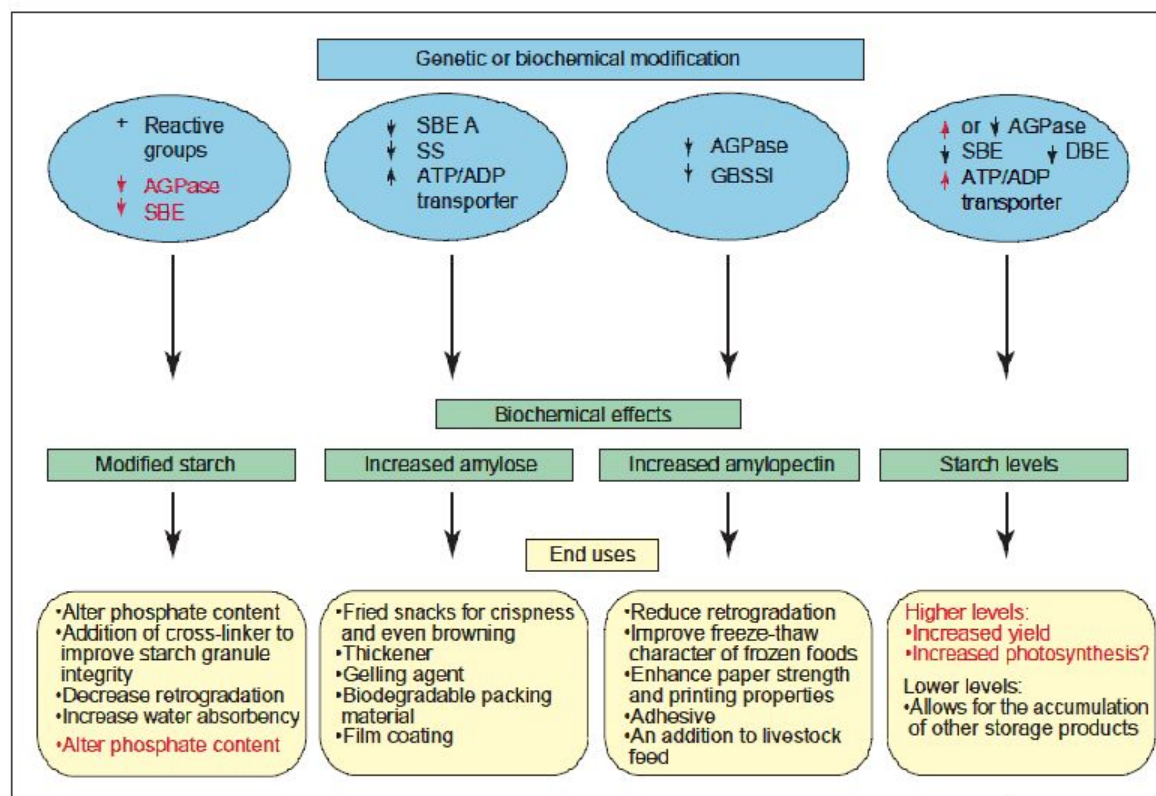 Genetic or biochemical modification
+ Reactive
groups
↓ AGPase
↓ SBE
↓ SBE A
↓ SS
↑ ATP/ADP
transporter
↓ AGPase
↓ GBSSI
↑ or ↓ AGPase
↓ SBE ↓ DBE
↑ ATP/ADP
transporter
Biochemical effects
Modified starch
Increased amylose
Increased amylopectin
Starch levels
End uses
•Alter phosphate content
•Addition of cross-linker to
improve starch granule
integrity
•Decrease retrogradation
•Increase water absorbency
•Alter phosphate content
•Fried snacks for crispness
and even browning
•Thickener
•Gelling agent
•Biodegradable packing
material
•Film coating
•Reduce retrogradation
•Improve freeze-thaw
character of frozen foods
•Enhance paper strength
and printing properties
•Adhesive
•An addition to livestock
feed
Higher levels:
•Increased yield
•Increased photosynthesis?
Lower levels:
•Allows for the accumulation
of other storage products